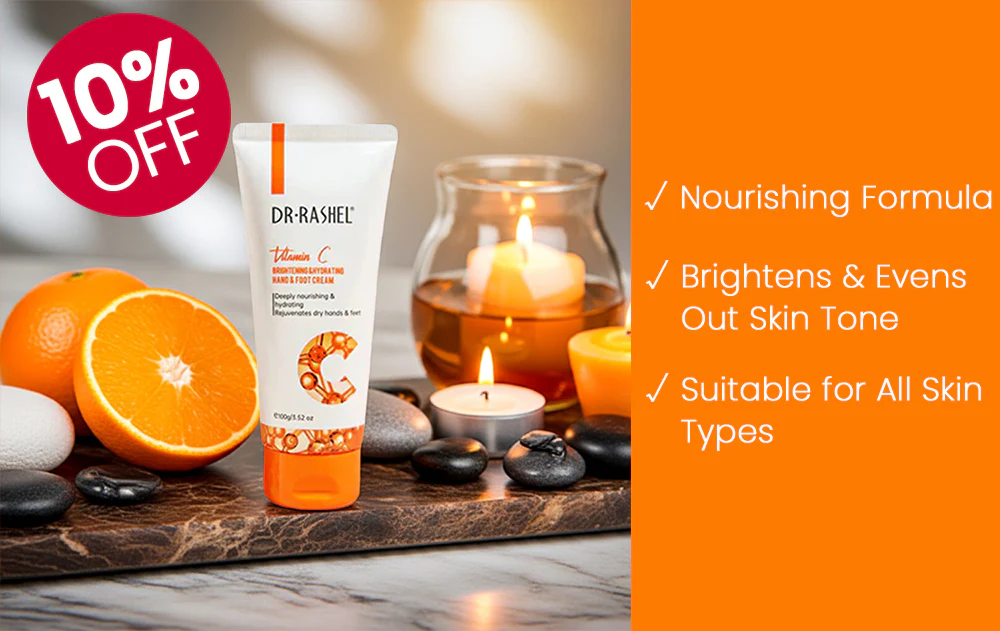 10%
OFF
DR·RASHEL®
Vitamin C
BRIGHTENING & HYDRATING
HAND & FOOT CREAM
Deeply nourishing &
hydrating
Rejuvenates dry hands & feet
C
℮100g/3.52 oz
✓ Nourishing Formula
✓ Brightens & Evens
Out Skin Tone
✓ Suitable for All Skin
Types